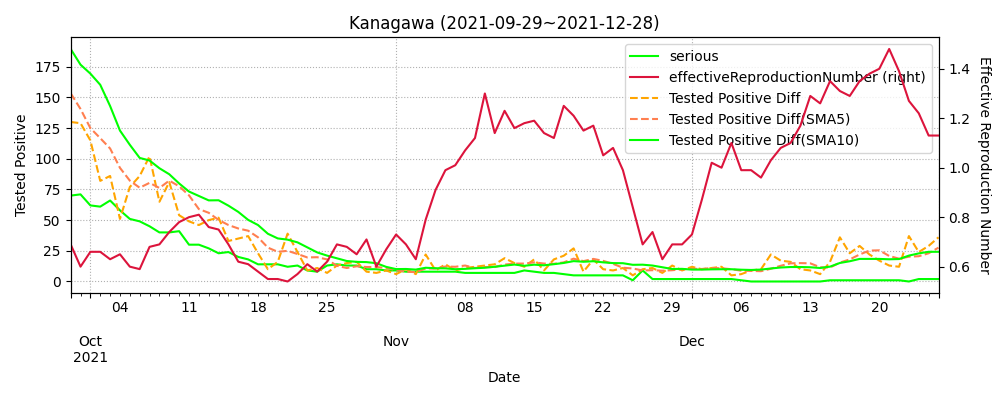 Kanagawa (2021-09-29~2021-12-28)
serious
effectiveReproductionNumber (right)
Tested Positive Diff
Tested Positive Diff(SMA5)
Tested Positive Diff(SMA10)
Tested Positive
175
150
125
100
75
50
25
0
1.4
1.2
1.0
0.8
0.6
Effective Reproduction Number
04 11 18 25 08 15 22 29 06 13 20
Oct Nov Dec
2021
Date